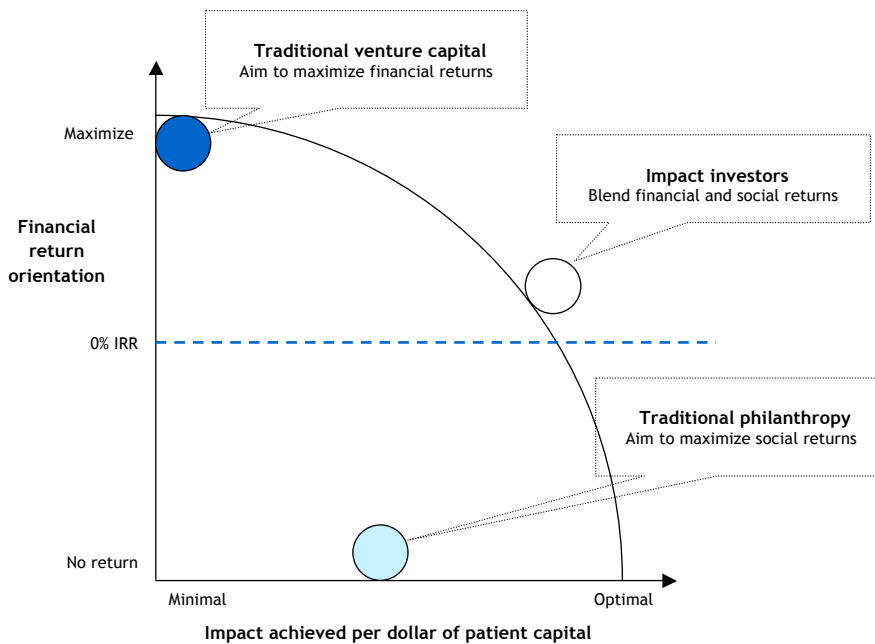 Traditional venture capital
Aim to maximize financial returns
Maximize
Impact investors
Blend financial and social returns
Financial
return
orientation
0% IRR
Traditional philanthropy
Aim to maximize social returns
No return
Minimal
Optimal
Impact achieved per dollar of patient capital